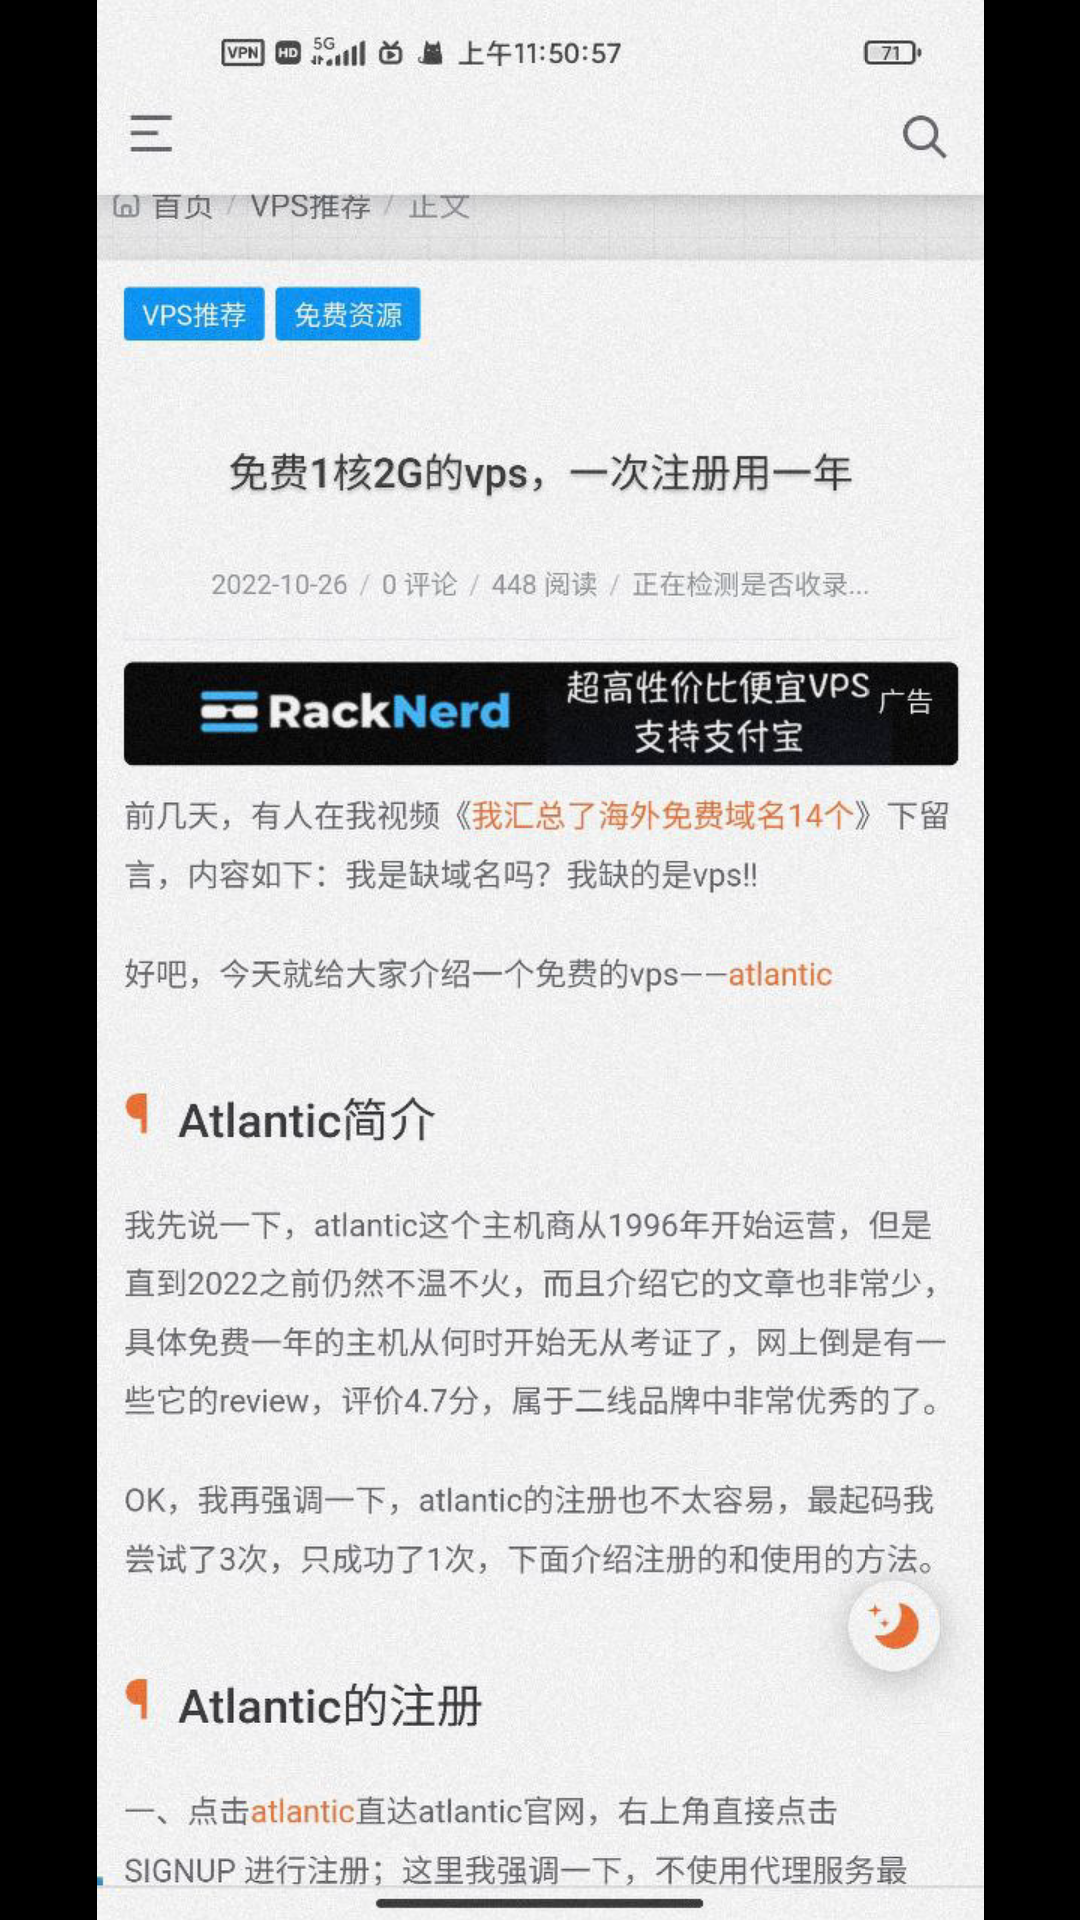 VPN HD 5G 上午11:50:57 71
首页 / VPS推荐 / 正文
VPS推荐 免费资源
免费1核2G的vps，一次注册用一年
2022-10-26 / 0 评论 / 448 阅读 / 正在检测是否收录...
RackNerd 超高性价比便宜VPS 广告
支持支付宝
前几天，有人在我视频《我汇总了海外免费域名14个》下留
言，内容如下：我是缺域名吗？我缺的是vps!!
好吧，今天就给大家介绍一个免费的vps——atlantic
¶ Atlantic简介
我先说一下，atlantic这个主机商从1996年开始运营，但是
直到2022之前仍然不温不火，而且介绍它的文章也非常少，
具体免费一年的主机从何时开始无从考证了，网上倒是有一
些它的review，评价4.7分，属于二线品牌中非常优秀的了。
OK，我再强调一下，atlantic的注册也不太容易，最起码我
尝试了3次，只成功了1次，下面介绍注册的和使用的方法。
¶ Atlantic的注册
一、点击atlantic直达atlantic官网，右上角直接点击
SIGNUP 进行注册；这里我强调一下，不使用代理服务最